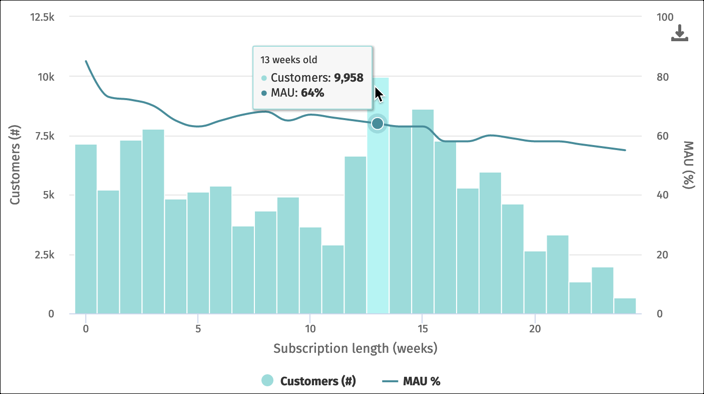 12.5k
10k
7.5k
5k
2.5k
0
Customers (#)
13 weeks old
Customers: 9,958
MAU: 64%
100
80
60
40
20
0
MAU (%)
0
5
10
15
20
Subscription length (weeks)
Customers (#)
MAU %